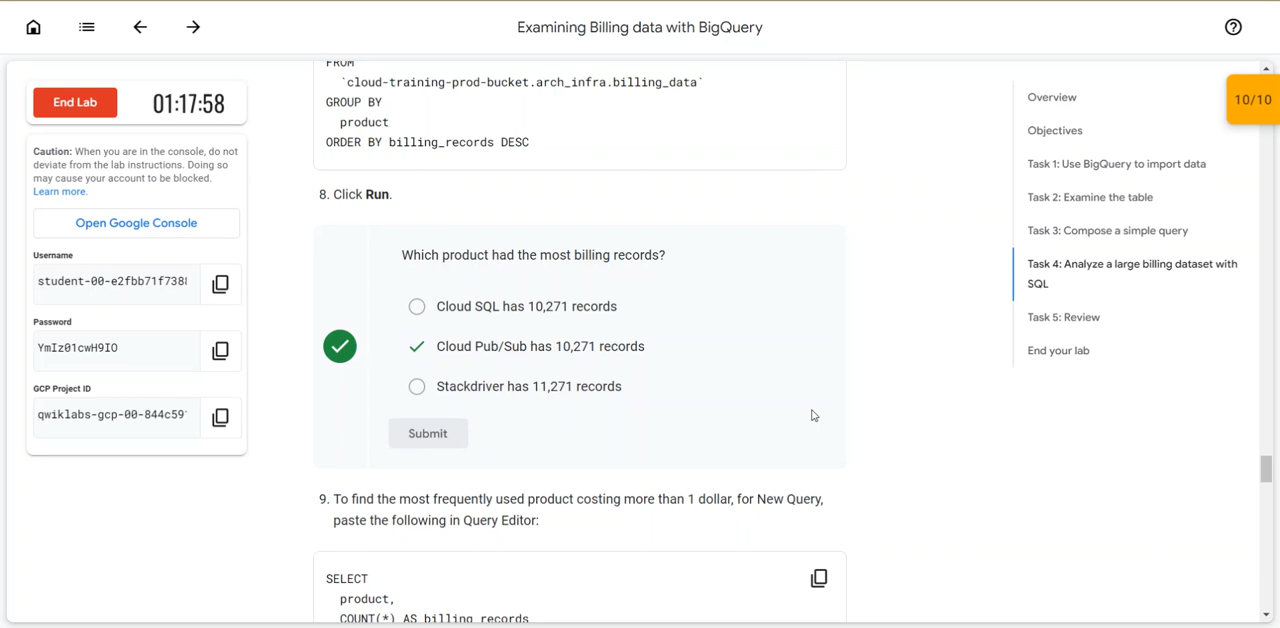 Examining Billing data with BigQuery
End Lab
01:17:58
Caution: When you are in the console, do not
deviate from the lab instructions. Doing so
may cause your account to be blocked.
Learn more.
Open Google Console
Username
student-00-e2fbb71f738
Password
YmIz01cwH9IO
GCP Project ID
qwiklabs-gcp-00-844c59
FROM
`cloud-training-prod-bucket.arch_infra.billing_data`
GROUP BY
product
ORDER BY billing_records DESC
8. Click Run.
Which product had the most billing records?
Cloud SQL has 10,271 records
Cloud Pub/Sub has 10,271 records
Stackdriver has 11,271 records
Submit
9. To find the most frequently used product costing more than 1 dollar, for New Query,
paste the following in Query Editor:
SELECT
product,
COUNT(*) AS billing_records
Overview
Objectives
Task 1: Use BigQuery to import data
Task 2: Examine the table
Task 3: Compose a simple query
Task 4: Analyze a large billing dataset with
SQL
Task 5: Review
End your lab
10/10